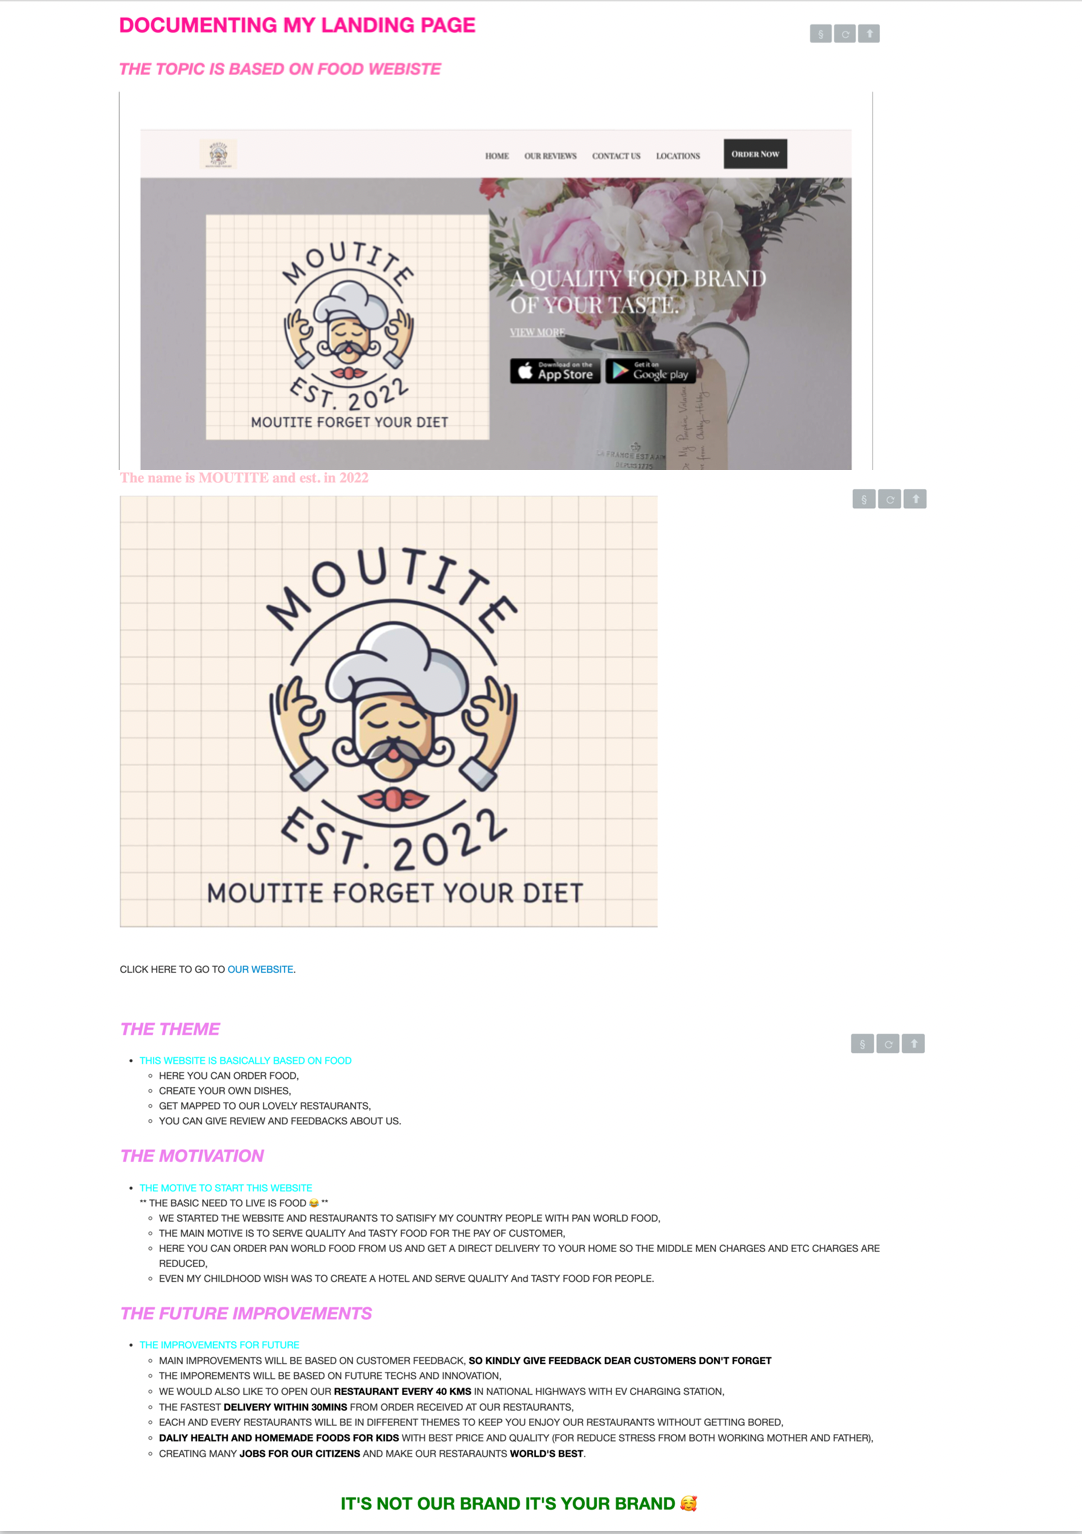 DOCUMENTING MY LANDING PAGE
THE TOPIC IS BASED ON FOOD WEBISTE
HOME OUR REVIEWS CONTACT US LOCATIONS ORDER NOW
MOUTITE
EST. 2022
MOUTITE FORGET YOUR DIET
A QUALITY FOOD BRAND
OF YOUR TASTE.
VIEW MORE
Download on the
App Store
Get it on
Google play
LA FRANCE ESTAM
DEPUIS 1775
The name is MOUTITE and est. in 2022
MOUTITE
EST. 2022
MOUTITE FORGET YOUR DIET
CLICK HERE TO GO TO OUR WEBSITE.
THE THEME
• THIS WEBSITE IS BASICALLY BASED ON FOOD
◦ HERE YOU CAN ORDER FOOD,
◦ CREATE YOUR OWN DISHES,
◦ GET MAPPED TO OUR LOVELY RESTAURANTS,
◦ YOU CAN GIVE REVIEW AND FEEDBACKS ABOUT US.
THE MOTIVATION
• THE MOTIVE TO START THIS WEBSITE
** THE BASIC NEED TO LIVE IS FOOD 😂 **
◦ WE STARTED THE WEBSITE AND RESTAURANTS TO SATISIFY MY COUNTRY PEOPLE WITH PAN WORLD FOOD,
◦ THE MAIN MOTIVE IS TO SERVE QUALITY And TASTY FOOD FOR THE PAY OF CUSTOMER,
◦ HERE YOU CAN ORDER PAN WORLD FOOD FROM US AND GET A DIRECT DELIVERY TO YOUR HOME SO THE MIDDLE MEN CHARGES AND ETC CHARGES ARE
REDUCED,
◦ EVEN MY CHILDHOOD WISH WAS TO CREATE A HOTEL AND SERVE QUALITY And TASTY FOOD FOR PEOPLE.
THE FUTURE IMPROVEMENTS
• THE IMPROVEMENTS FOR FUTURE
◦ MAIN IMPROVEMENTS WILL BE BASED ON CUSTOMER FEEDBACK, SO KINDLY GIVE FEEDBACK DEAR CUSTOMERS DON'T FORGET
◦ THE IMPOREMENTS WILL BE BASED ON FUTURE TECHS AND INNOVATION,
◦ WE WOULD ALSO LIKE TO OPEN OUR RESTAURANT EVERY 40 KMS IN NATIONAL HIGHWAYS WITH EV CHARGING STATION,
◦ THE FASTEST DELIVERY WITHIN 30MINS FROM ORDER RECEIVED AT OUR RESTAURANTS,
◦ EACH AND EVERY RESTAURANTS WILL BE IN DIFFERENT THEMES TO KEEP YOU ENJOY OUR RESTAURANTS WITHOUT GETTING BORED,
◦ DALIY HEALTH AND HOMEMADE FOODS FOR KIDS WITH BEST PRICE AND QUALITY (FOR REDUCE STRESS FROM BOTH WORKING MOTHER AND FATHER),
◦ CREATING MANY JOBS FOR OUR CITIZENS AND MAKE OUR RESTARAUNTS WORLD'S BEST.
IT'S NOT OUR BRAND IT'S YOUR BRAND 🥰